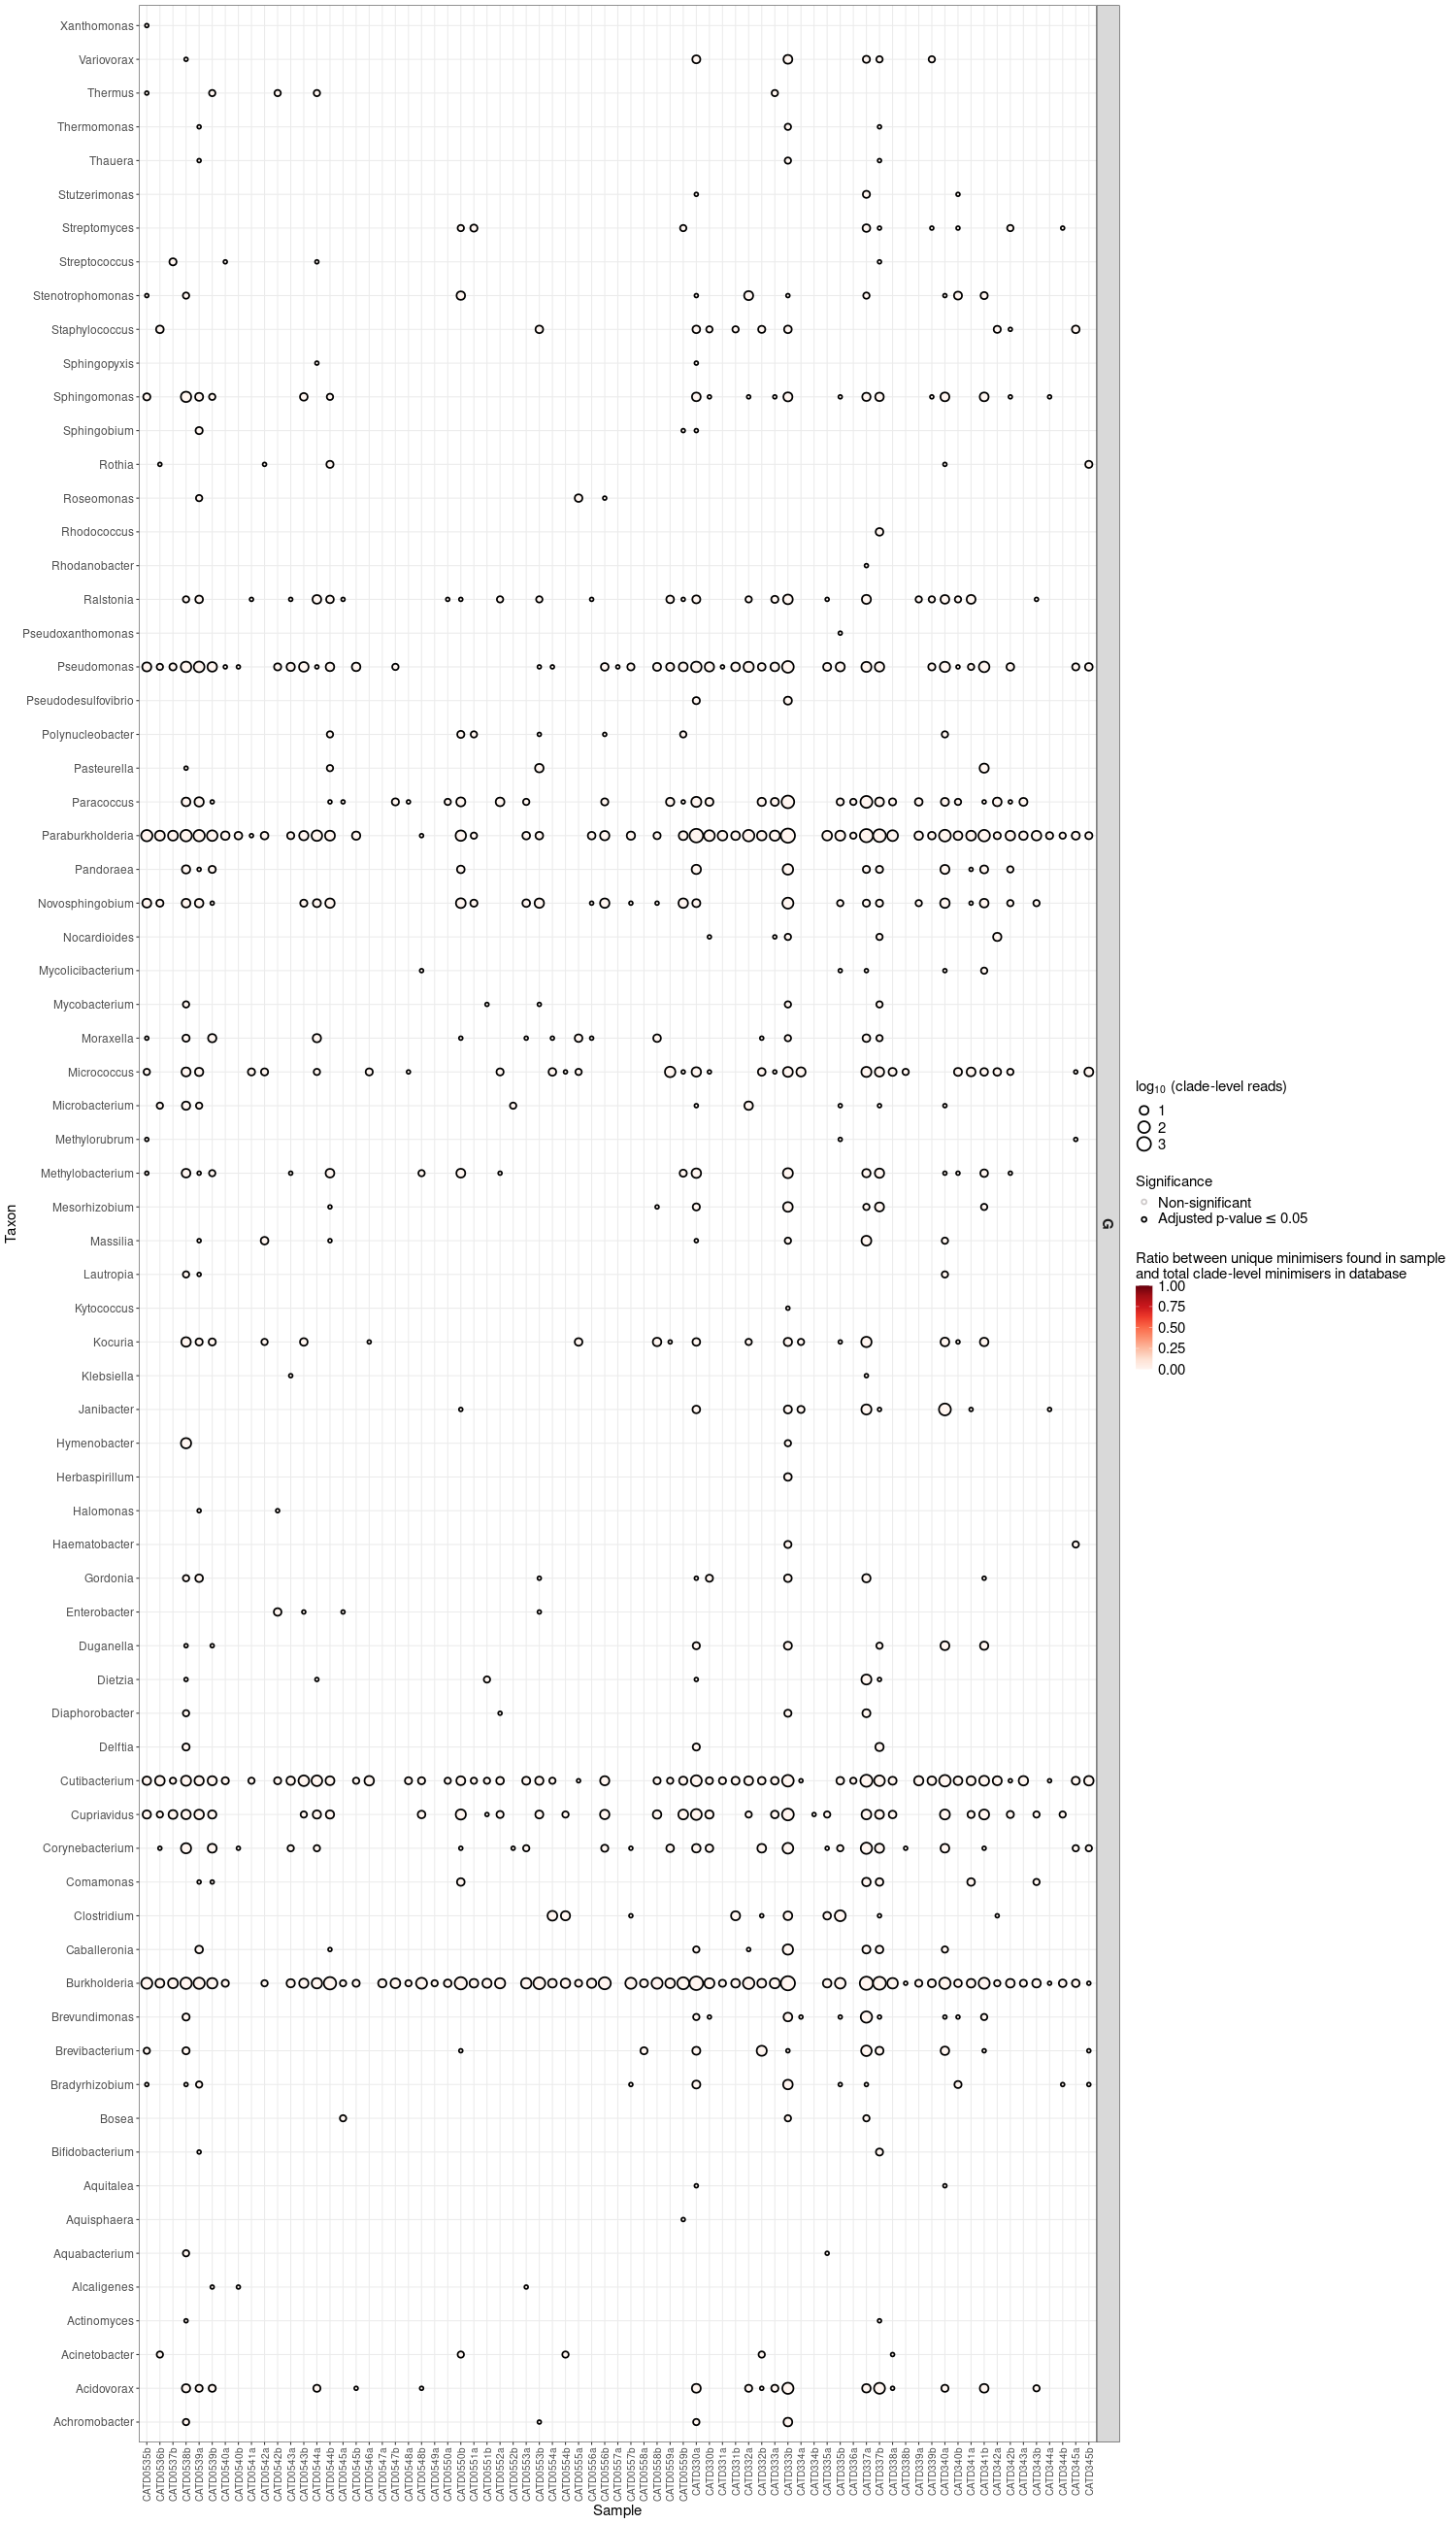 Xanthomonas
Variovorax
Thermus
Thermomonas
Thauera
Stutzerimonas
Streptomyces
Streptococcus
Stenotrophomonas
Staphylococcus
Sphingopyxis
Sphingomonas
Sphingobium
Rothia
Roseomonas
Rhodococcus
Rhodanobacter
Ralstonia
Pseudoxanthomonas
Pseudomonas
Pseudodesulfovibrio
Polynucleobacter
Pasteurella
Paracoccus
Paraburkholderia
Pandoraea
Novosphingobium
Nocardioides
Mycolicibacterium
Mycobacterium
Moraxella
Micrococcus
Microbacterium
Methylorubrum
Methylobacterium
Mesorhizobium
Massilia
Lautropia
Kytococcus
Kocuria
Klebsiella
Janibacter
Hymenobacter
Herbaspirillum
Halomonas
Haematobacter
Gordonia
Enterobacter
Duganella
Dietzia
Diaphorobacter
Delftia
Cutibacterium
Cupriavidus
Corynebacterium
Comamonas
Clostridium
Caballeronia
Burkholderia
Brevundimonas
Brevibacterium
Bradyrhizobium
Bosea
Bifidobacterium
Aquitalea
Aquisphaera
Aquabacterium
Alcaligenes
Actinomyces
Acinetobacter
Acidovorax
Achromobacter
Taxon
CATD0535b
CATD0536b
CATD0537b
CATD0538b
CATD0539a
CATD0539b
CATD0540a
CATD0540b
CATD0541a
CATD0542a
CATD0542b
CATD0543a
CATD0543b
CATD0544a
CATD0544b
CATD0545a
CATD0545b
CATD0546a
CATD0547a
CATD0547b
CATD0548a
CATD0548b
CATD0549a
CATD0550a
CATD0550b
CATD0551a
CATD0551b
CATD0552a
CATD0552b
CATD0553a
CATD0553b
CATD0554a
CATD0554b
CATD0555a
CATD0556a
CATD0556b
CATD0557a
CATD0557b
CATD0558a
CATD0558b
CATD0559a
CATD0559b
CATD330a
CATD330b
CATD331a
CATD331b
CATD332a
CATD332b
CATD333a
CATD333b
CATD334a
CATD334b
CATD335a
CATD335b
CATD336a
CATD337a
CATD337b
CATD338a
CATD338b
CATD339a
CATD339b
CATD340a
CATD340b
CATD341a
CATD341b
CATD342a
CATD342b
CATD343a
CATD343b
CATD344a
CATD344b
CATD345a
CATD345b
Sample
G
log₁₀ (clade-level reads)
1
2
3
Significance
Non-significant
Adjusted p-value ≤ 0.05
Ratio between unique minimisers found in sample
and total clade-level minimisers in database
1.00
0.75
0.50
0.25
0.00